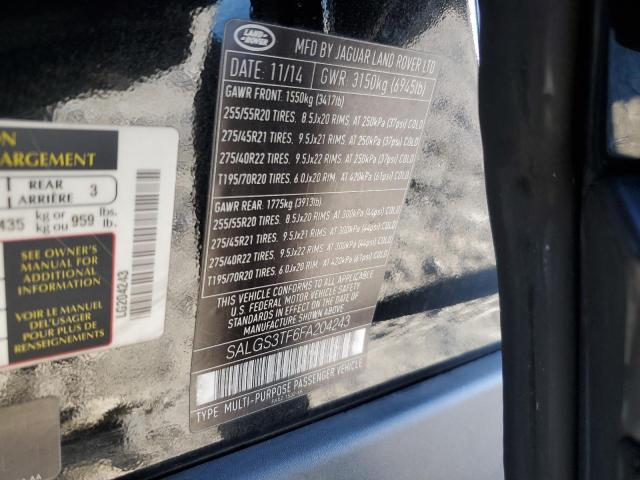 LAND
ROVER
MFD BY JAGUAR LAND ROVER LTD
DATE: 11/14 GWR: 3150kg (6945lb)
GAWR FRONT: 1550kg (3417lb)
255/55R20 TIRES. 8.5Jx20 RIMS. AT 250kPa (37psi) COLD
275/45R21 TIRES. 9.5Jx21 RIMS. AT 250kPa (37psi) COLD
275/40R22 TIRES. 9.5Jx22 RIMS. AT 250kPa (37psi) COLD
T195/70R20 TIRES. 6.0Jx20 RIMS. AT 420kPa (61psi) COLD
GAWR REAR: 1775kg (3913lb)
255/55R20 TIRES. 8.5Jx20 RIMS. AT 300kPa (44psi) COLD
275/45R21 TIRES. 9.5Jx21 RIMS. AT 300kPa (44psi) COLD
275/40R22 TIRES. 9.5Jx22 RIMS. AT 300kPa (44psi) COLD
T195/70R20 TIRES. 6.0Jx20 RIMS. AT 420kPa (61psi) COLD
THIS VEHICLE CONFORMS TO ALL APPLICABLE
U.S. FEDERAL MOTOR VEHICLE SAFETY AND
BUMPER STANDARDS IN EFFECT ON THE DATE OF
MANUFACTURE SHOWN ABOVE.
SALGS3TF6FA204243
TYPE: MULTI-PURPOSE PASSENGER VEHICLE
ON
ARGEMENT
REAR
ARRIÈRE 3
435 kg or kg ou 959 lbs. lb.
SEE OWNER'S
MANUAL FOR
ADDITIONAL
INFORMATION
VOIR LE MANUEL
DE L'USAGER
POUR PLUS DE
RENSEIGNEMENTS
LG204243